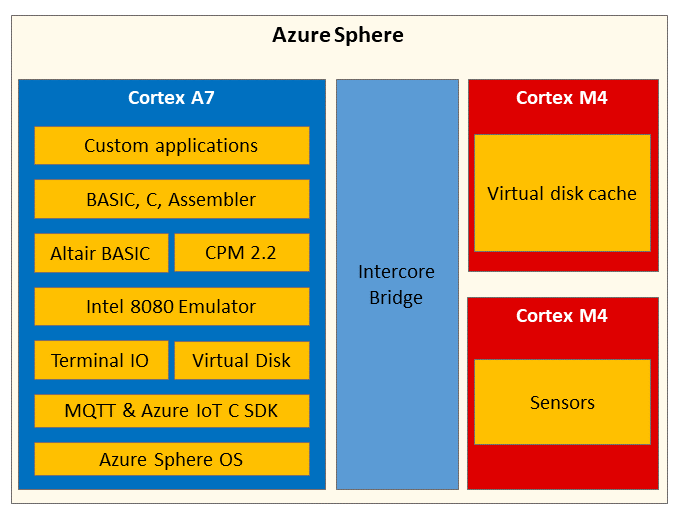 Azure Sphere
Cortex A7
Custom applications
BASIC, C, Assembler
Altair BASIC
CPM 2.2
Intel 8080 Emulator
Terminal IO
Virtual Disk
MQTT & Azure IoT C SDK
Azure Sphere OS
Intercore
Bridge
Cortex M4
Virtual disk cache
Cortex M4
Sensors